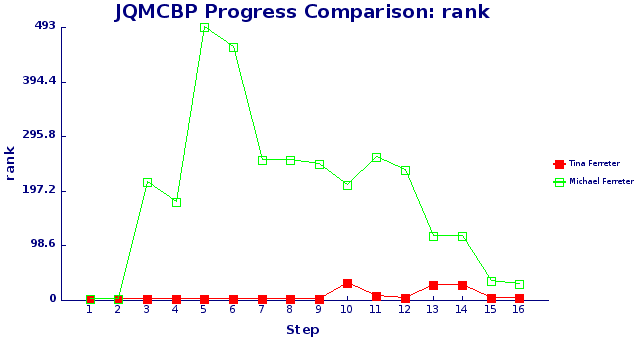 JQMCBP Progress Comparison: rank
493
394.4
295.8
197.2
98.6
0
rank
1 2 3 4 5 6 7 8 9 10 11 12 13 14 15 16
Step
Tina Ferreter
Michael Ferreter